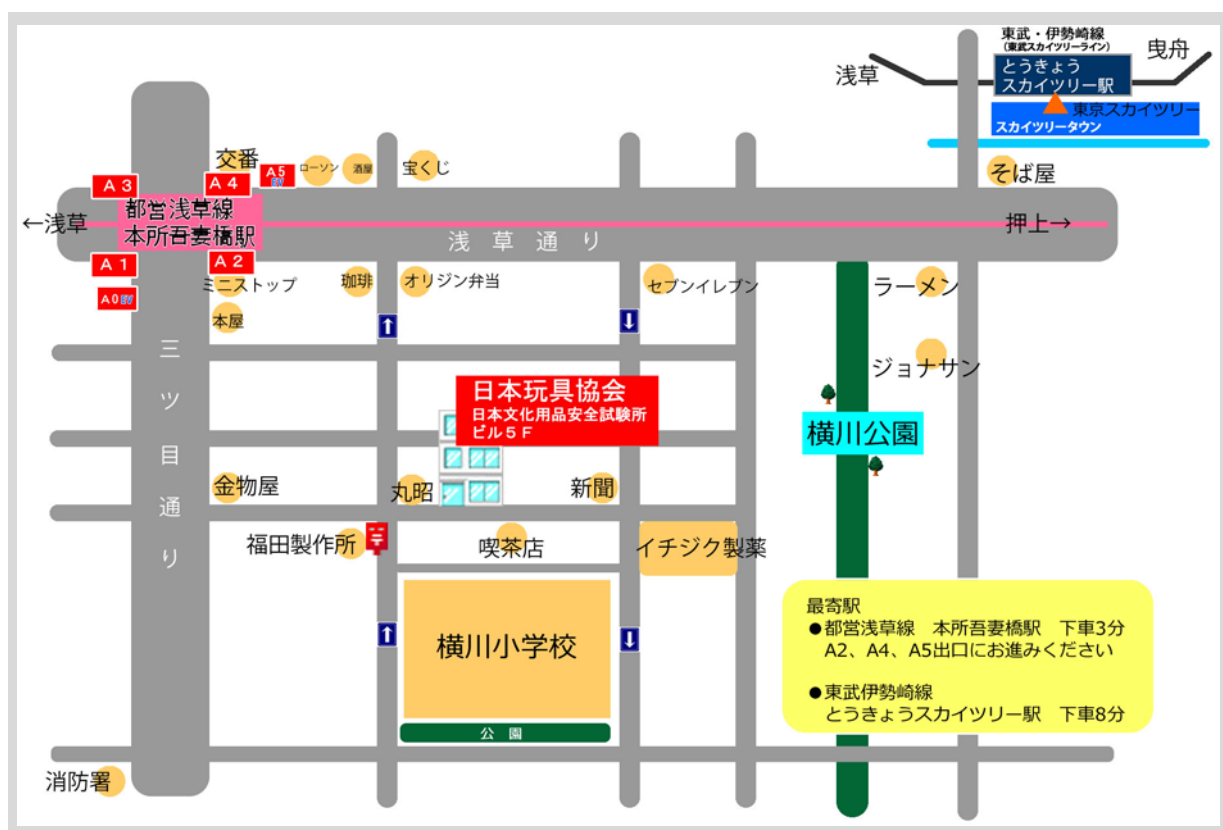 東武・伊勢崎線
(東武スカイツリーライン)
浅草
とうきょう
スカイツリー駅
曳舟
東京スカイツリー
スカイツリータウン
交番
A5
EV
ローソン
酒屋
宝くじ
そば屋
A3
A4
←浅草
都営浅草線
本所吾妻橋駅
浅草通り
押上→
A1
A2
A0EV
ミニストップ
珈琲
オリジン弁当
セブンイレブン
ラーメン
本屋
三ツ目通り
ジョナサン
日本玩具協会
日本文化用品安全試験所
ビル5F
横川公園
金物屋
丸昭
新聞
福田製作所
喫茶店
イチジク製薬
横川小学校
公園
消防署
最寄駅
●都営浅草線 本所吾妻橋駅 下車3分
A2、A4、A5出口にお進みください
●東武伊勢崎線
とうきょうスカイツリー駅 下車8分